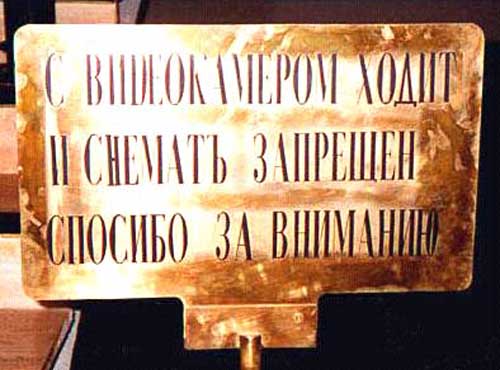 С ВИДЕОКАМЕРОМ ХОДИТ
И СНЕМАТЪ ЗАПРЕЩЕН
СПОСИБО ЗА ВНИМАНИЮ